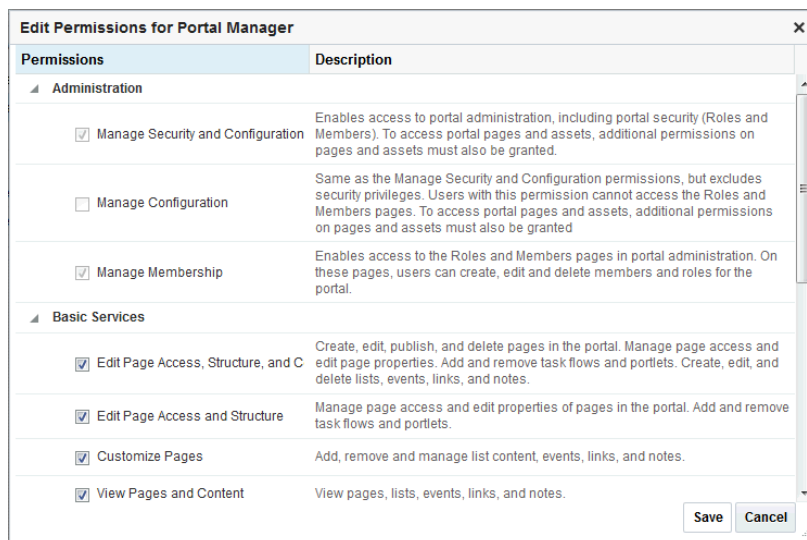 Edit Permissions for Portal Manager
Permissions
Description
Administration
Manage Security and Configuration
Enables access to portal administration, including portal security (Roles and
Members). To access portal pages and assets, additional permissions on
pages and assets must also be granted.
Manage Configuration
Same as the Manage Security and Configuration permissions, but excludes
security privileges. Users with this permission cannot access the Roles and
Members pages. To access portal pages and assets, additional permissions
on pages and assets must also be granted
Manage Membership
Enables access to the Roles and Members pages in portal administration. On
these pages, users can create, edit and delete members and roles for the
portal.
Basic Services
Edit Page Access, Structure, and C
Create, edit, publish, and delete pages in the portal. Manage page access and
edit page properties. Add and remove task flows and portlets. Create, edit, and
delete lists, events, links, and notes.
Edit Page Access and Structure
Manage page access and edit properties of pages in the portal. Add and remove
task flows and portlets.
Customize Pages
Add, remove and manage list content, events, links, and notes.
View Pages and Content
View pages, lists, events, links, and notes.
Save
Cancel